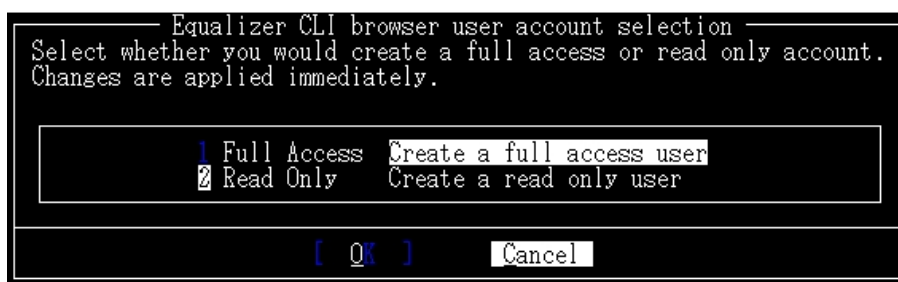 Equalizer CLI browser user account selection
Select whether you would create a full access or read only account.
Changes are applied immediately.
1 Full Access Create a full access user
2 Read Only Create a read only user
[ OK ] Cancel